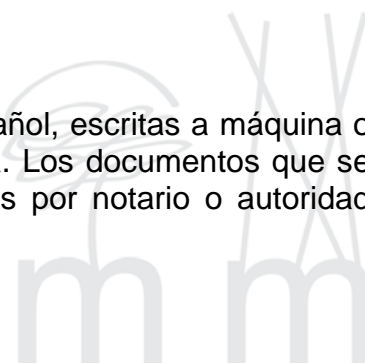 añol, escritas a máquina o
. Los documentos que se
s por notario o autoridad